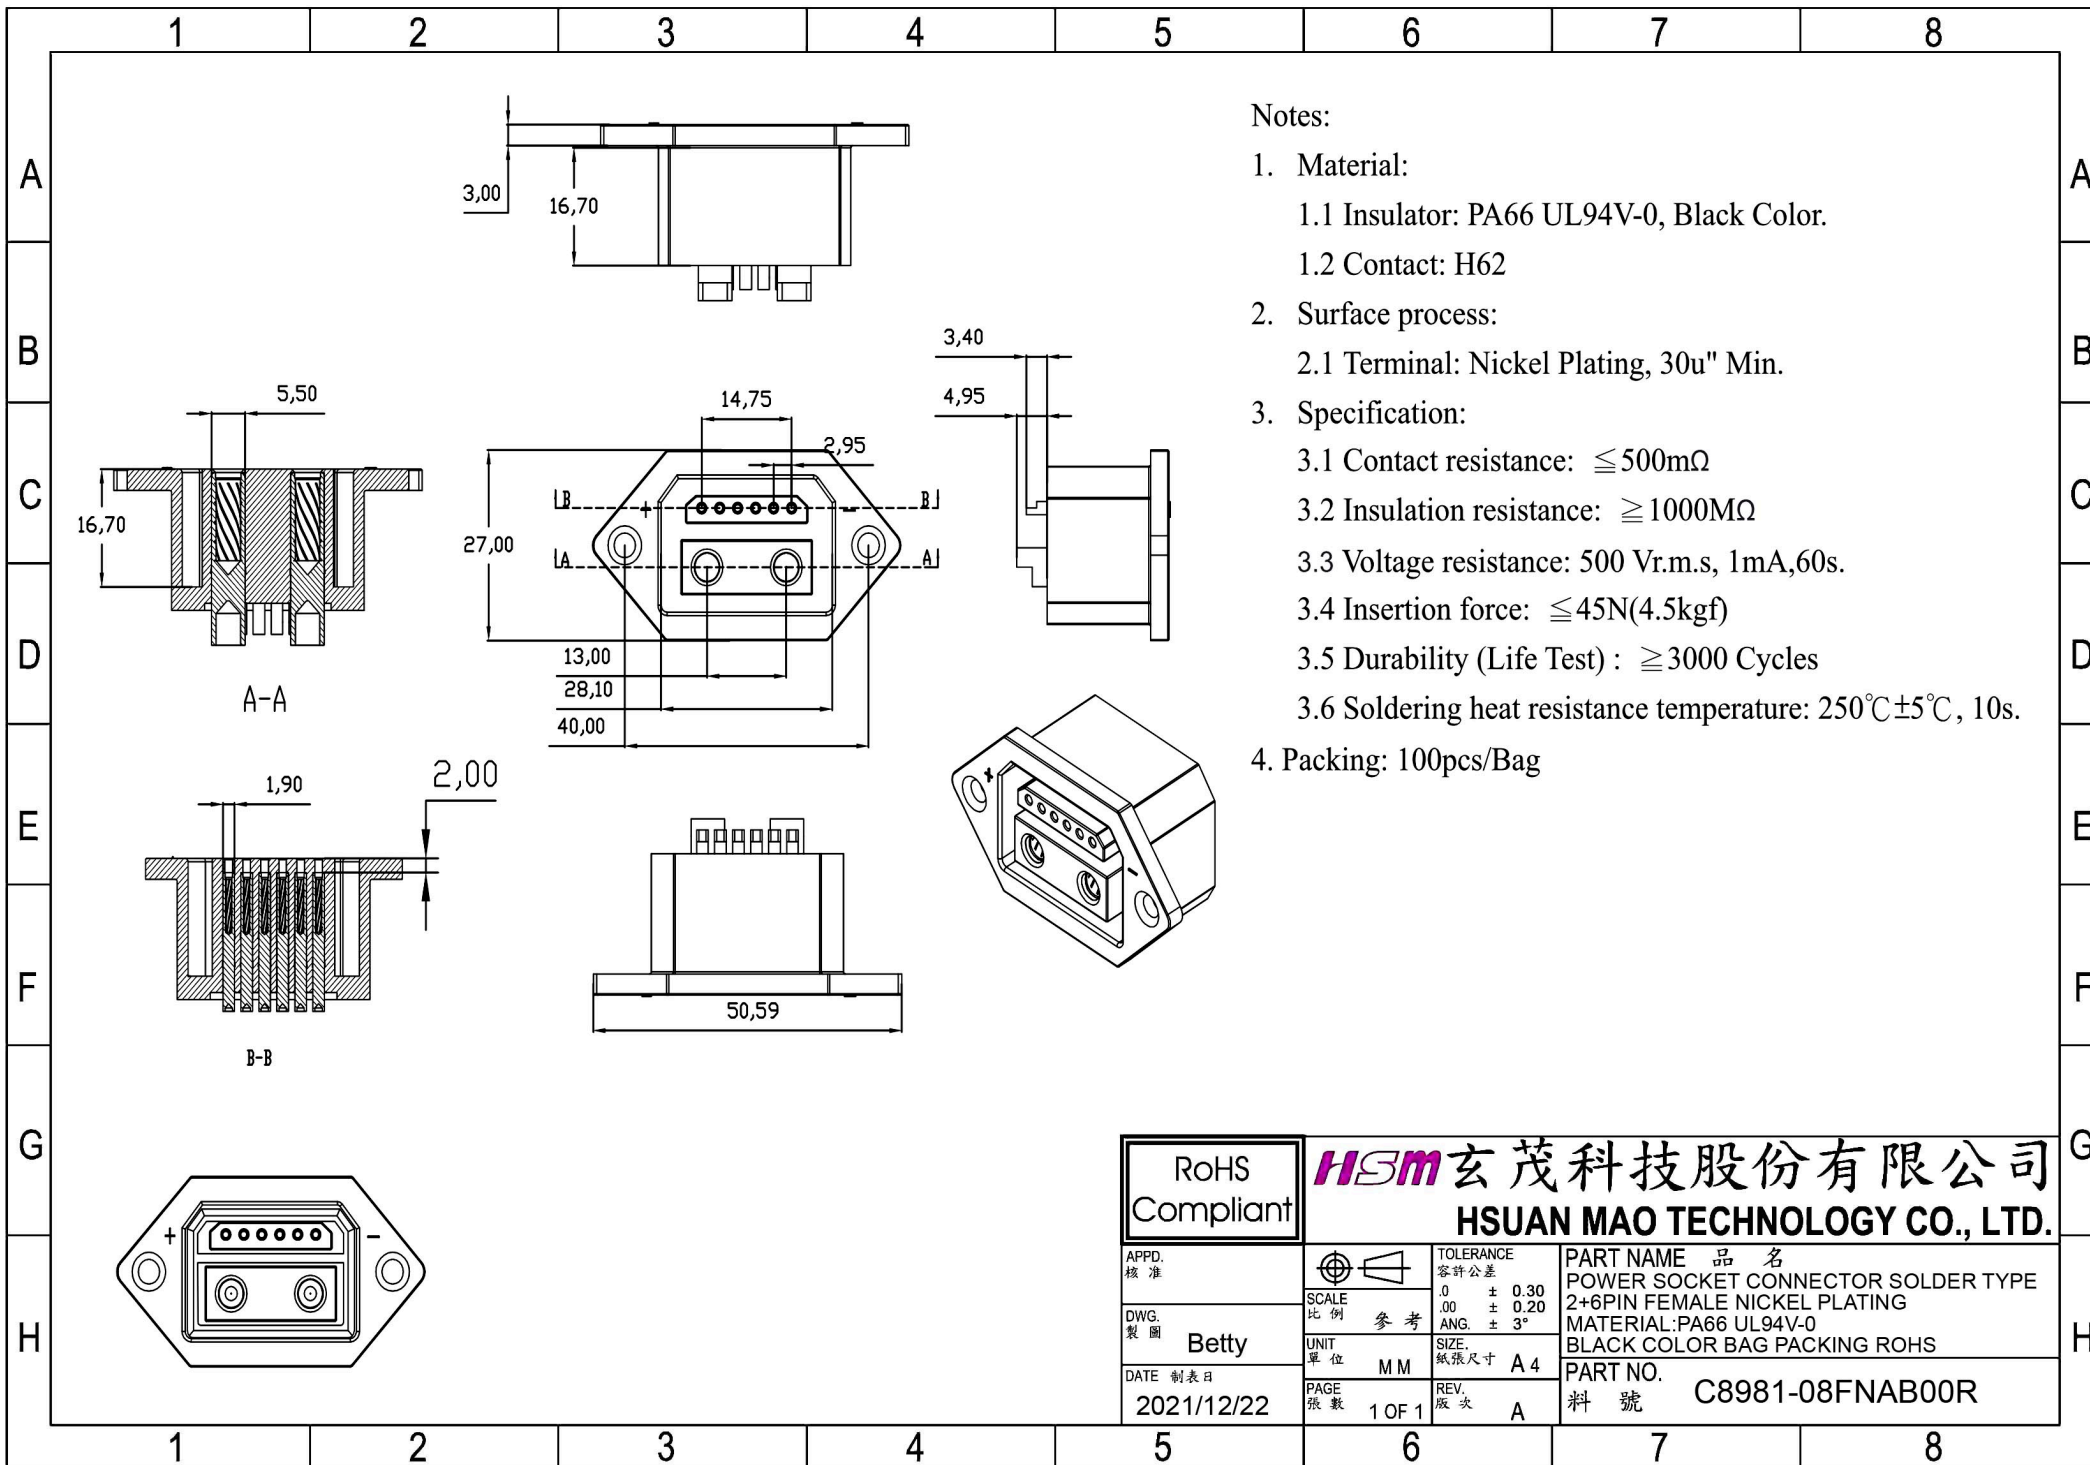 1 2 3 4 5 6 7 8
A
B
C
D
E
F
G
H
A
B
C
D
E
F
G
H
1 2 3 4 5 6 7 8
3,00
16,70
5,50
16,70
A-A
14,75
2,95
27,00
B B
A A
+ -
13,00
28,10
40,00
3,40
4,95
1,90
2,00
B-B
50,59
+ -
+ -
Notes:
1. Material:
1.1 Insulator: PA66 UL94V-0, Black Color.
1.2 Contact: H62
2. Surface process:
2.1 Terminal: Nickel Plating, 30u" Min.
3. Specification:
3.1 Contact resistance: ≦500mΩ
3.2 Insulation resistance: ≧1000MΩ
3.3 Voltage resistance: 500 Vr.m.s, 1mA,60s.
3.4 Insertion force: ≦45N(4.5kgf)
3.5 Durability (Life Test) : ≧3000 Cycles
3.6 Soldering heat resistance temperature: 250℃±5℃, 10s.
4. Packing: 100pcs/Bag
RoHS
Compliant
HSM 玄茂科技股份有限公司
HSUAN MAO TECHNOLOGY CO., LTD.
APPD.
核 准
DWG.
製 圖 Betty
DATE 制表日
2021/12/22
SCALE
比 例 參 考
UNIT
單 位 MM
PAGE
張 數 1 OF 1
TOLERANCE
容許公差
.0 ± 0.30
.00 ± 0.20
ANG. ± 3°
SIZE.
紙張尺寸 A4
REV.
版 次 A
PART NAME 品 名
POWER SOCKET CONNECTOR SOLDER TYPE
2+6PIN FEMALE NICKEL PLATING
MATERIAL:PA66 UL94V-0
BLACK COLOR BAG PACKING ROHS
PART NO.
料 號 C8981-08FNAB00R